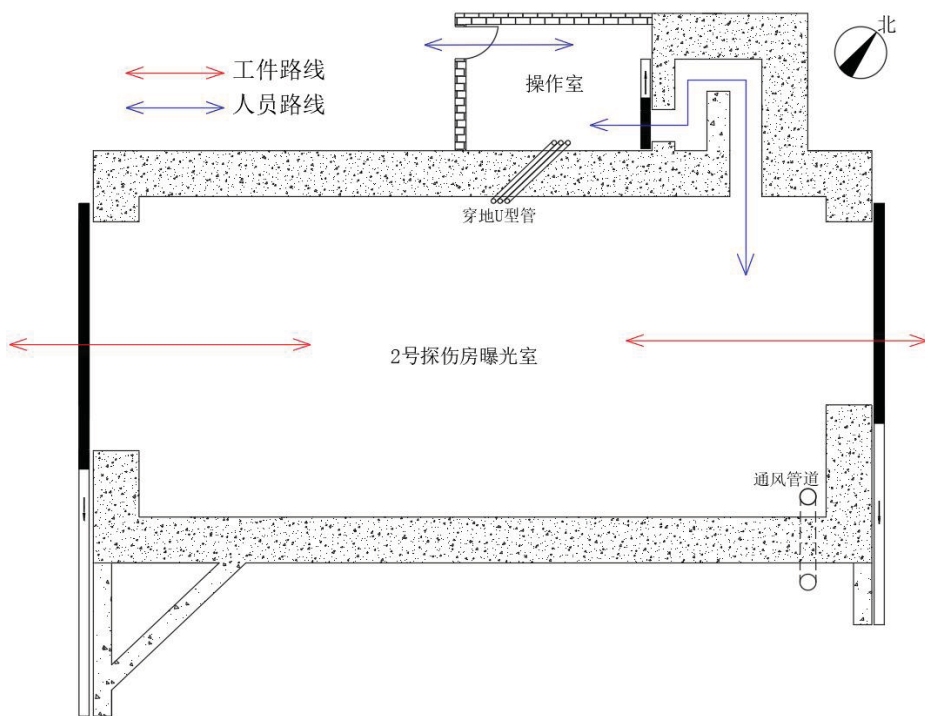 北
工件路线
操作室
人员路线
穿地U型管
2号探伤房曝光室
通风管道